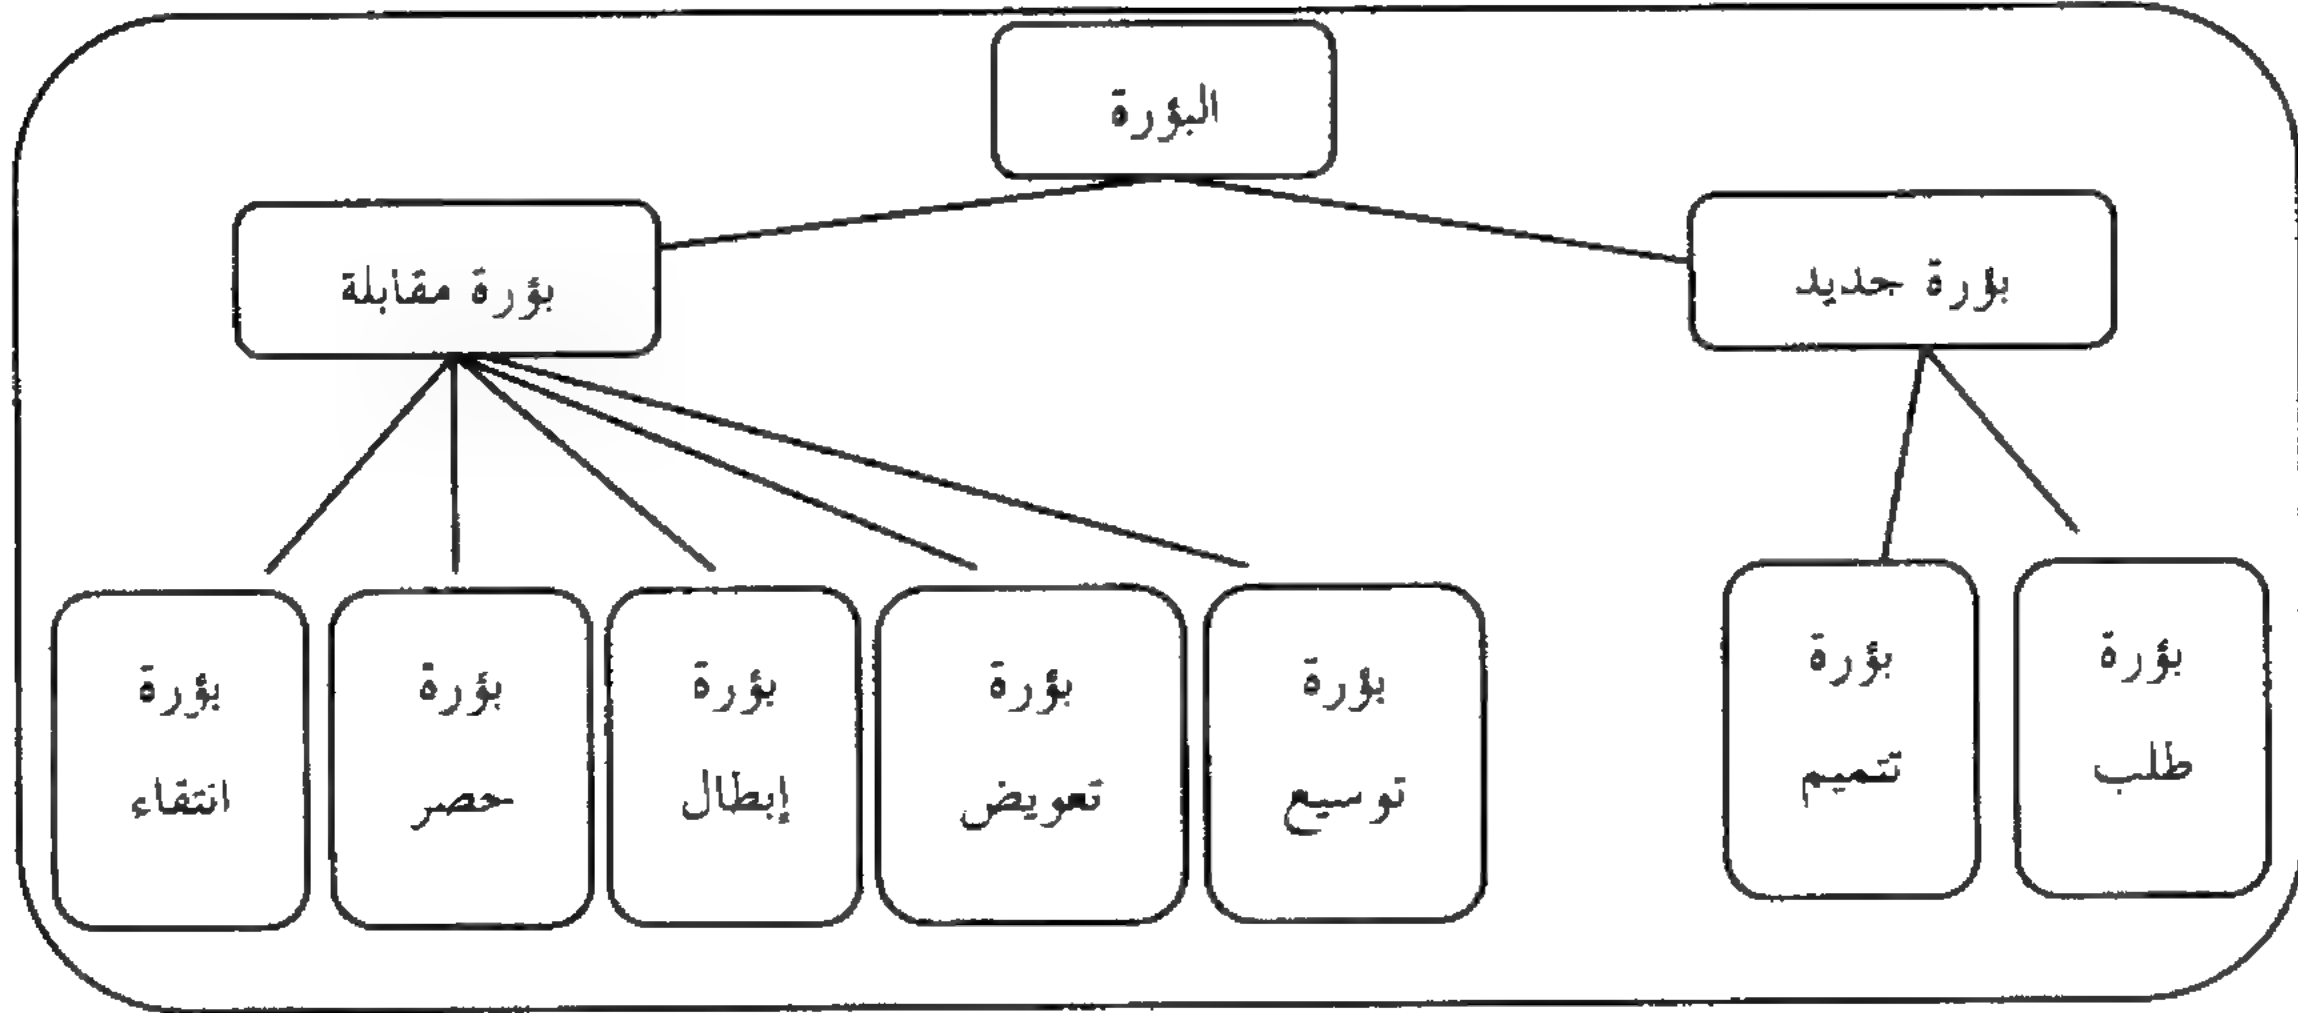 البؤرة
بؤرة جديد
بؤرة مقابلة
بؤرة
طلب
بؤرة
تتميم
بؤرة
توسيع
بؤرة
تعويض
بؤرة
إبطال
بؤرة
حصر
بؤرة
انتقاء